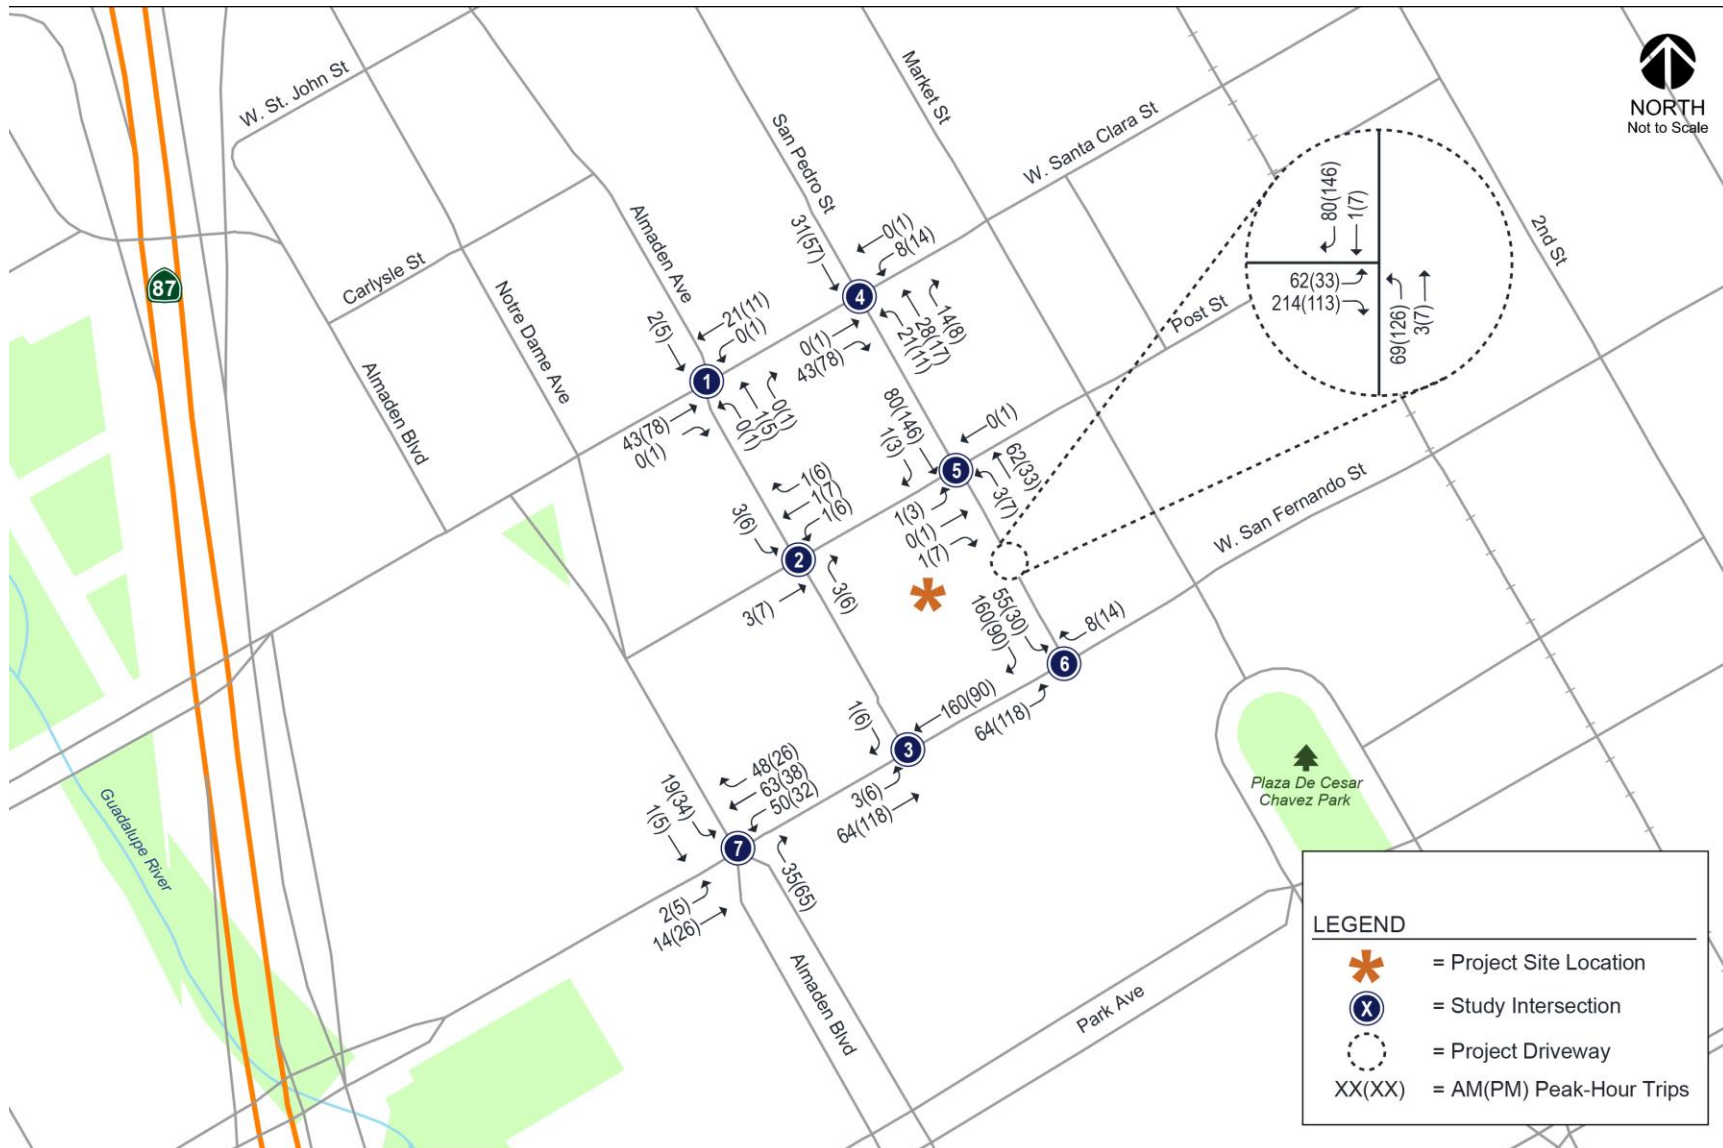 W. St. John St
Carlysle St
Almaden Blvd
Notre Dame Ave
Almaden Ave
San Pedro St
Market St
W. Santa Clara St
Post St
2nd St
W. San Fernando St
Park Ave
Almaden Blvd
Guadalupe River
87
NORTH
Not to Scale
80(146)
1(7)
62(33)
214(113)
69(126)
3(7)
1
2(5)
21(11)
0(1)
43(78)
0(1)
0(1)
1(5)
0(1)
4
31(57)
0(1)
8(14)
0(1)
43(78)
14(8)
28(17)
21(11)
5
80(146)
1(3)
0(1)
62(33)
3(7)
1(3)
0(1)
1(7)
2
3(6)
1(6)
1(7)
1(6)
3(7)
3(6)
6
55(30)
160(90)
8(14)
64(118)
3
1(6)
160(90)
3(6)
64(118)
7
19(34)
1(5)
48(26)
63(38)
50(32)
2(5)
14(26)
35(65)
Plaza De Cesar
Chavez Park
LEGEND
= Project Site Location
X = Study Intersection
= Project Driveway
XX(XX) = AM(PM) Peak-Hour Trips